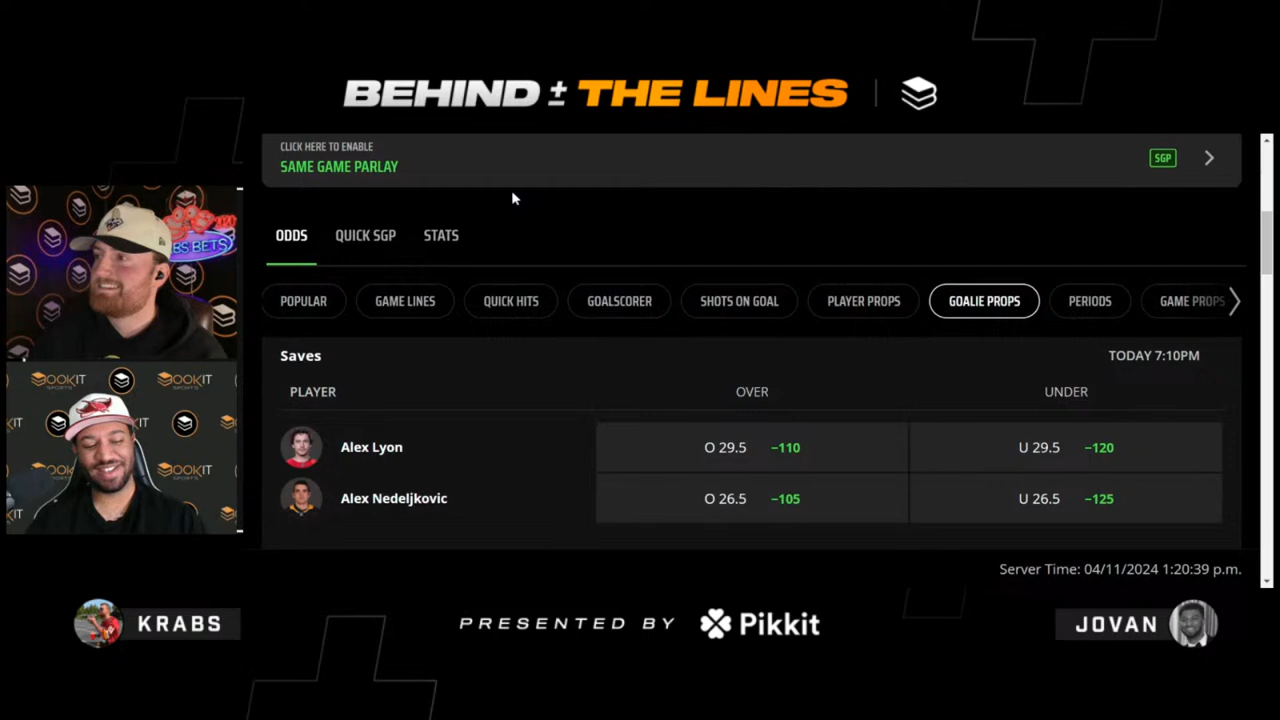 BEHIND ± THE LINES
CLICK HERE TO ENABLE
SAME GAME PARLAY
SGP
ODDS QUICK SGP STATS
POPULAR GAME LINES QUICK HITS GOALSCORER SHOTS ON GOAL PLAYER PROPS GOALIE PROPS PERIODS GAME PROPS
Saves TODAY 7:10PM
PLAYER OVER UNDER
Alex Lyon O 29.5 −110 U 29.5 −120
Alex Nedeljkovic O 26.5 −105 U 26.5 −125
Server Time: 04/11/2024 1:20:39 p.m.
BS BETS
BOOKIT
KRABS
PRESENTED BY Pikkit
JOVAN